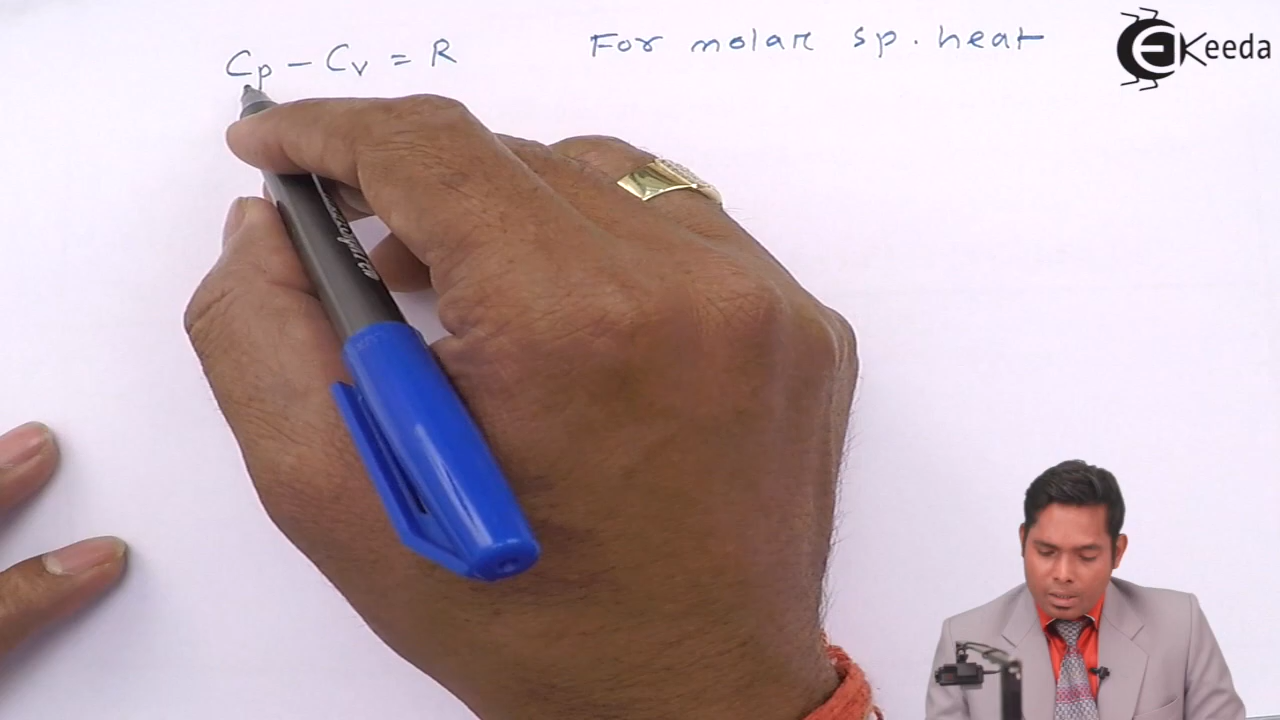 Cp - Cv = R For molar sp. heat
Ekeeda